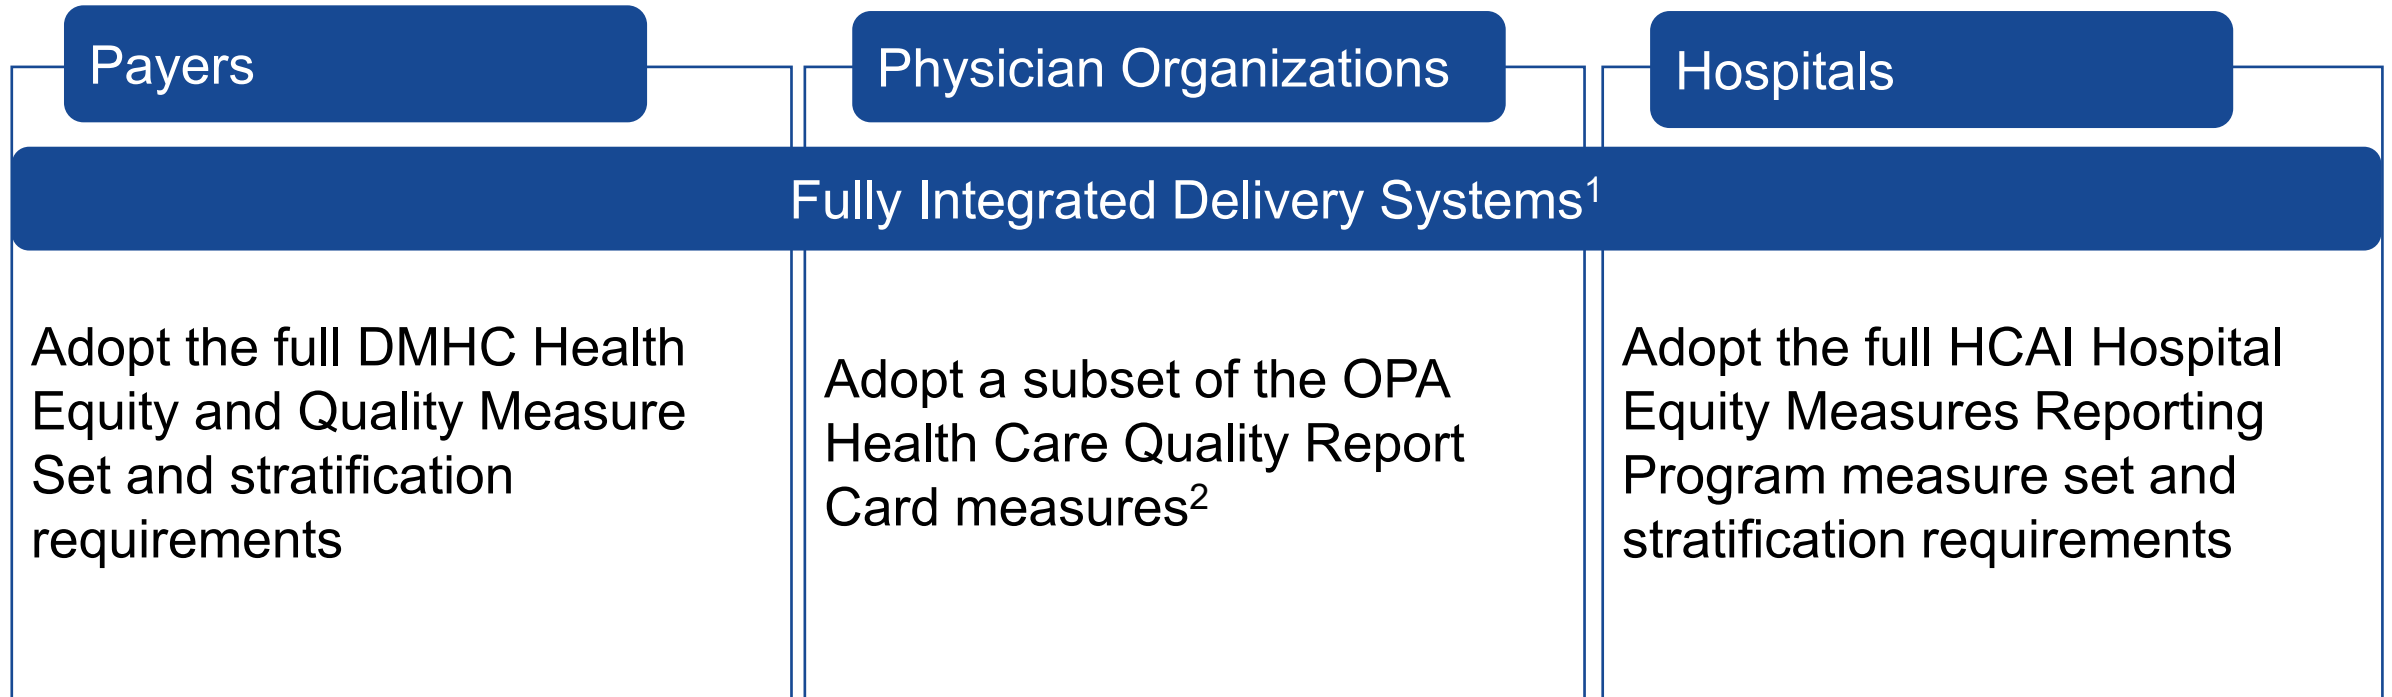 Payers
Physician Organizations
Hospitals
Fully Integrated Delivery Systems¹
Adopt the full DMHC Health
Equity and Quality Measure
Set and stratification
requirements
Adopt a subset of the OPA
Health Care Quality Report
Card measures²
Adopt the full HCAI Hospital
Equity Measures Reporting
Program measure set and
stratification requirements